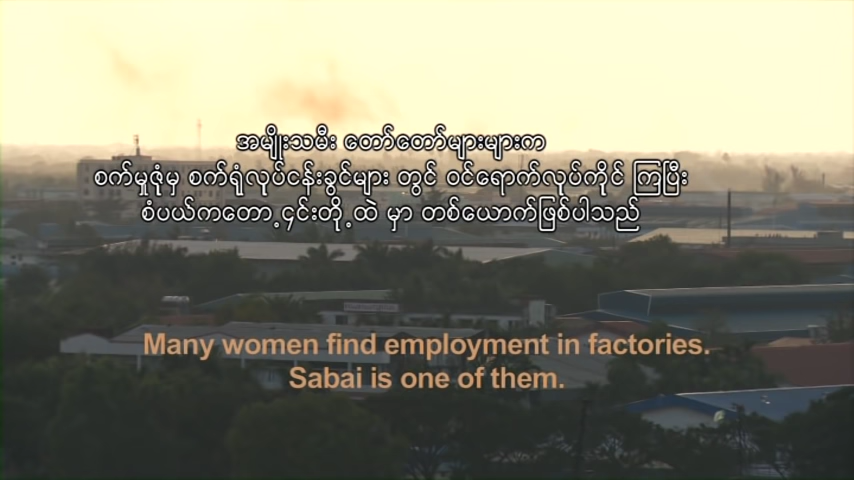 အမျိုးသမီး တော်တော်များများက
စက်မှုဇုံမှ စက်ရုံလုပ်ငန်းခွင်များ တွင် ဝင်ရောက်လုပ်ကိုင် ကြပြီး
စံပယ်ကတော့ ၄င်းတို့ ထဲ မှာ တစ်ယောက်ဖြစ်ပါသည်
Many women find employment in factories.
Sabai is one of them.